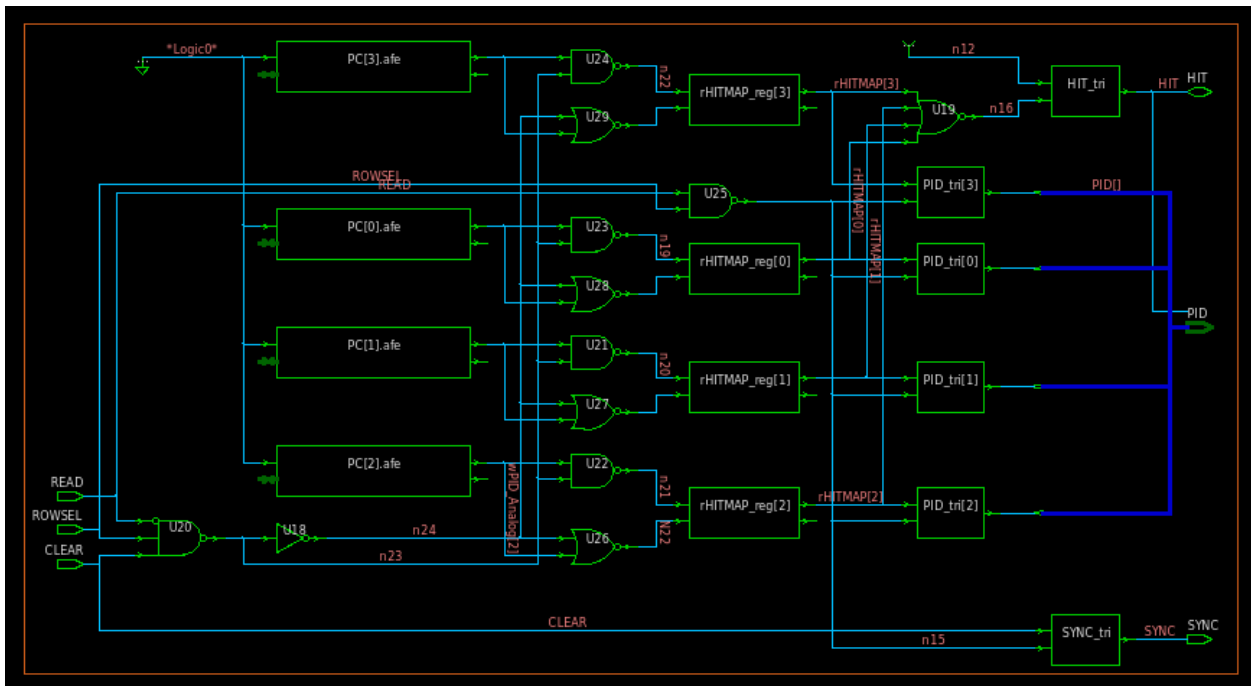 *Logic0*
PC[3].afe
U24
n22
rHITMAP_reg[3]
rHITMAP[3]
n12
HIT_tri
HIT
HIT
U29
U19
n16
ROWSEL
READ
U25
rHITMAP[0]
rHITMAP[1]
PID_tri[3]
PID[]
PC[0].afe
U23
n19
rHITMAP_reg[0]
PID_tri[0]
U28
PID
PC[1].afe
U21
n20
rHITMAP_reg[1]
PID_tri[1]
U27
PC[2].afe
wPID_Analog[2]
U22
n21
rHITMAP_reg[2]
rHITMAP[2]
PID_tri[2]
READ
ROWSEL
U20
U18
n24
U26
N22
CLEAR
n23
CLEAR
n15
SYNC_tri
SYNC
SYNC